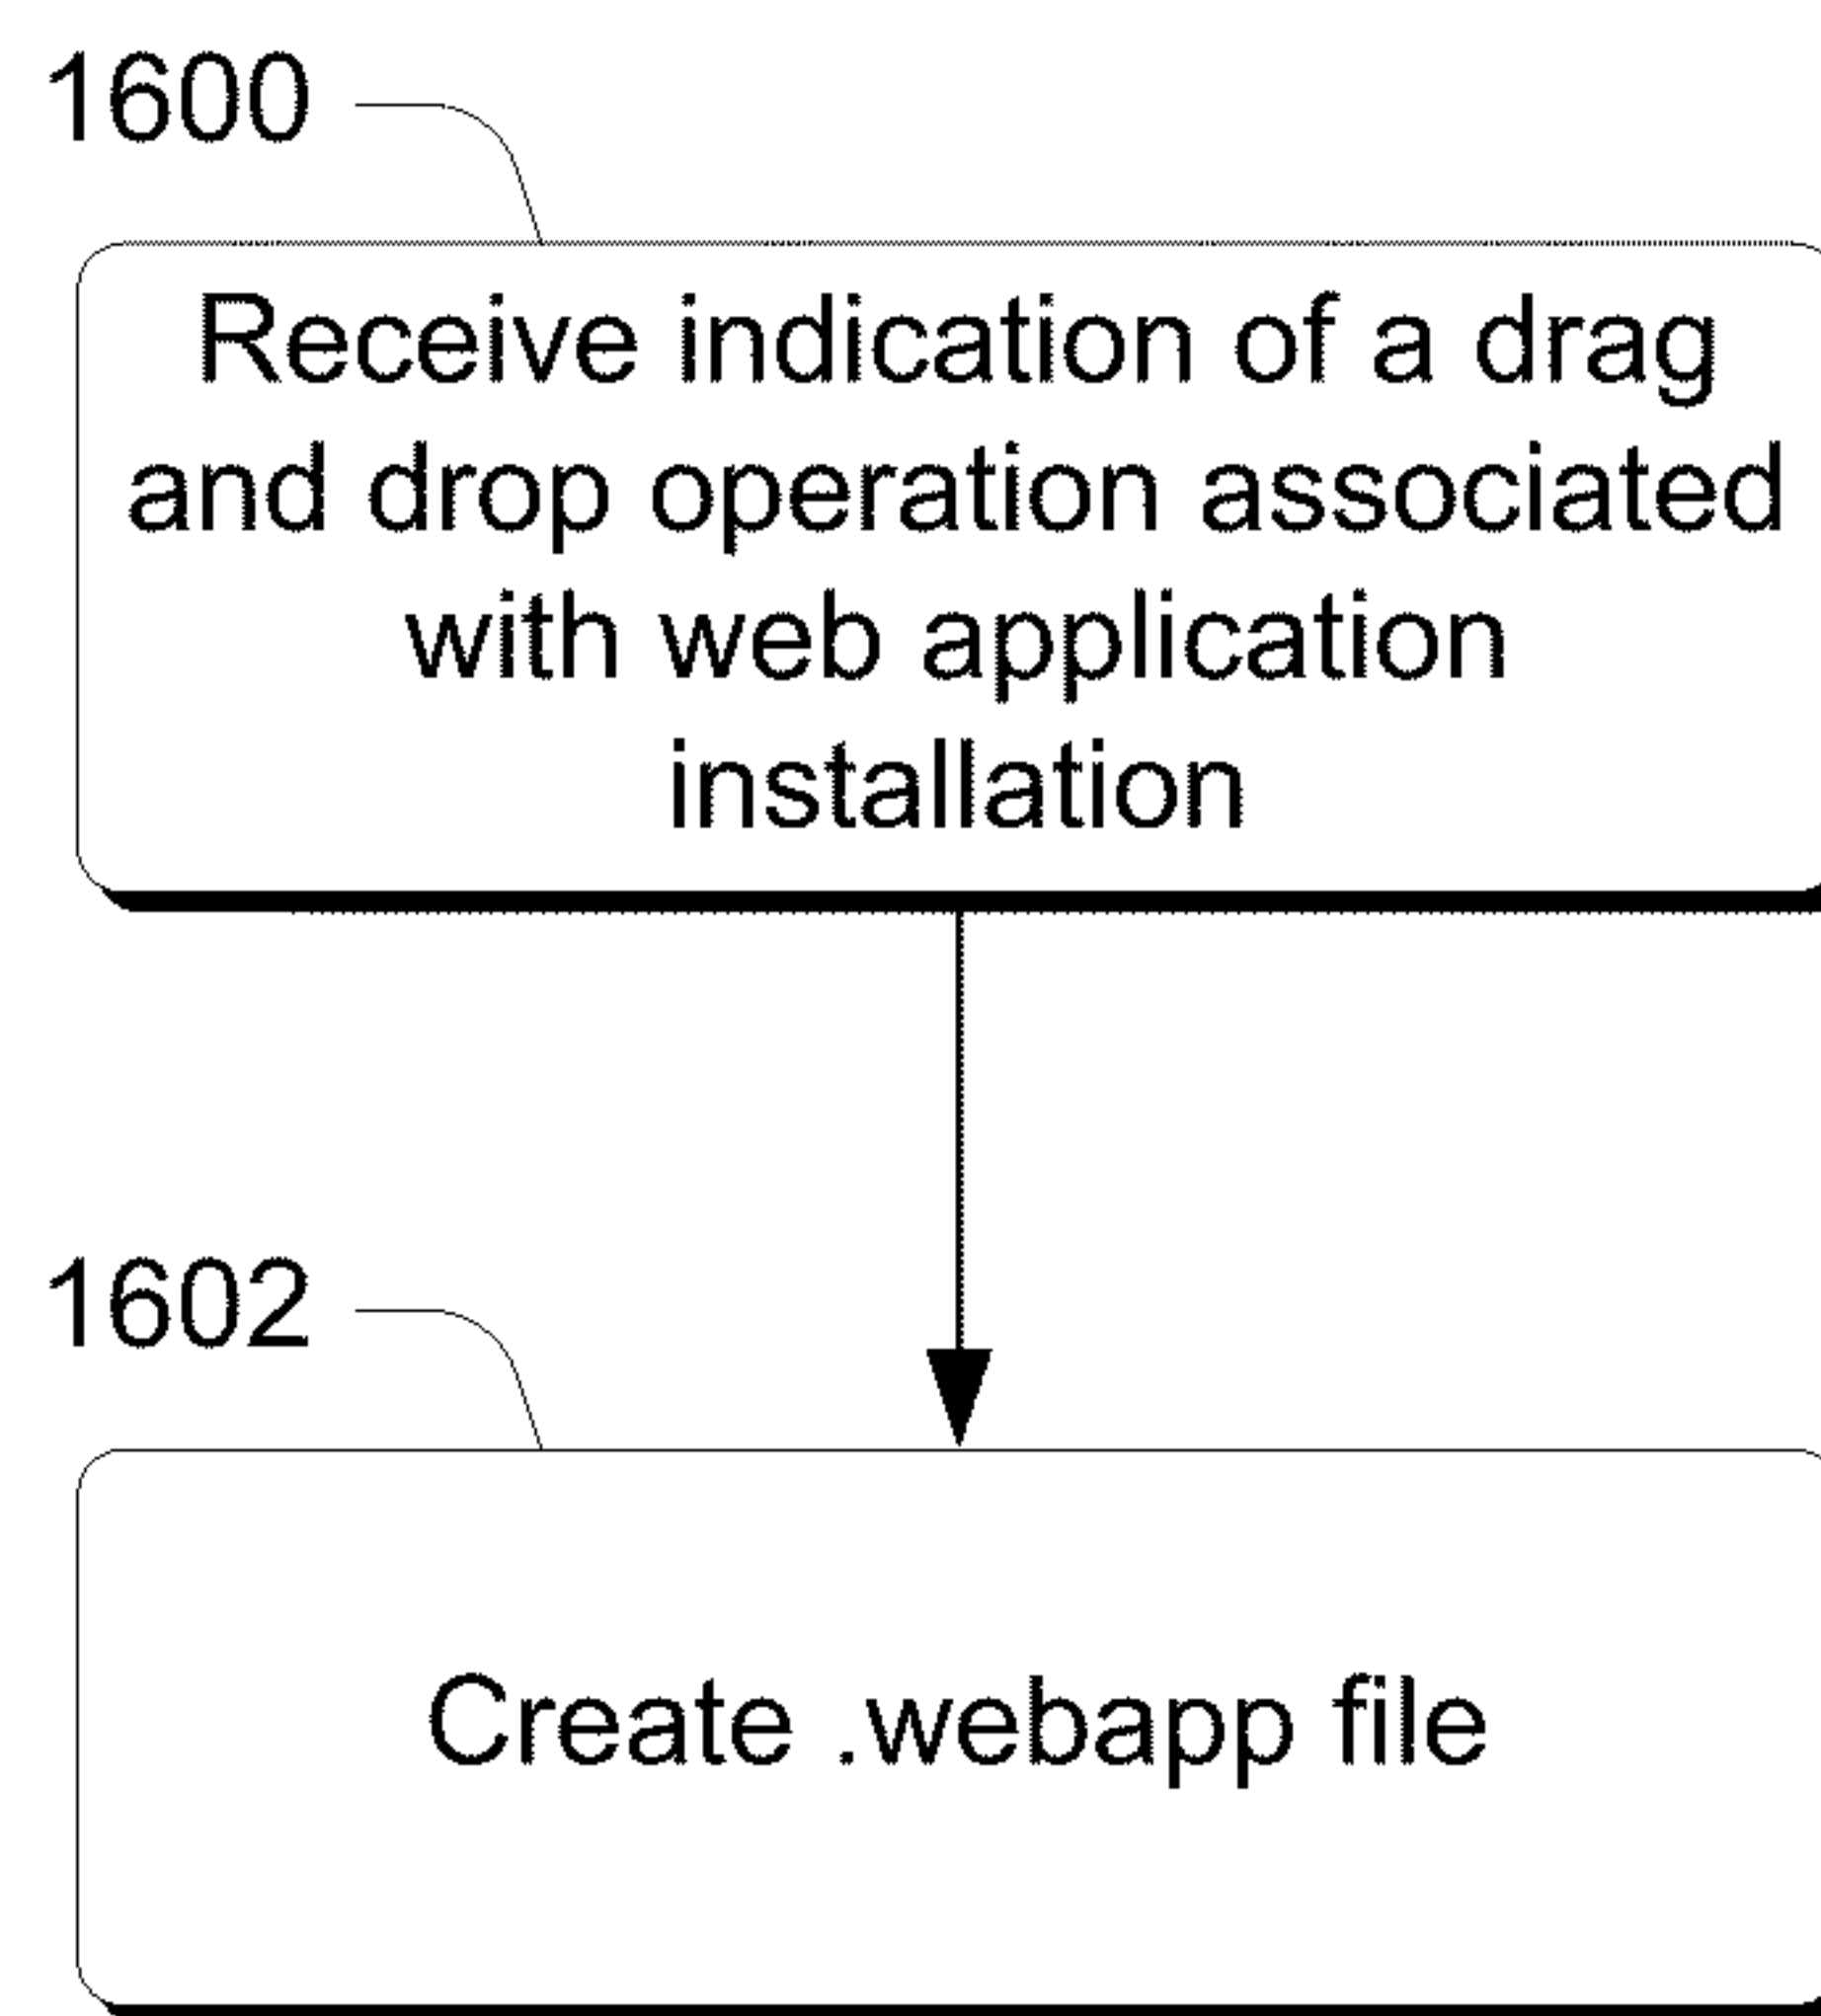 1600
Receive indication of a drag
and drop operation associated
with web application
installation
1602
Create .webapp file